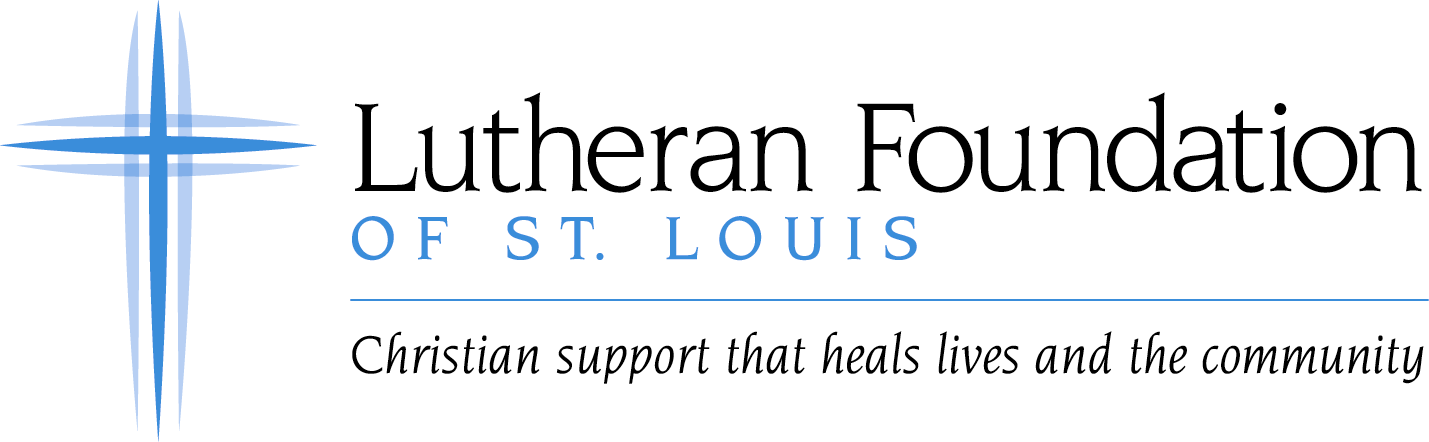 Lutheran Foundation
OF ST. LOUIS
Christian support that heals lives and the community